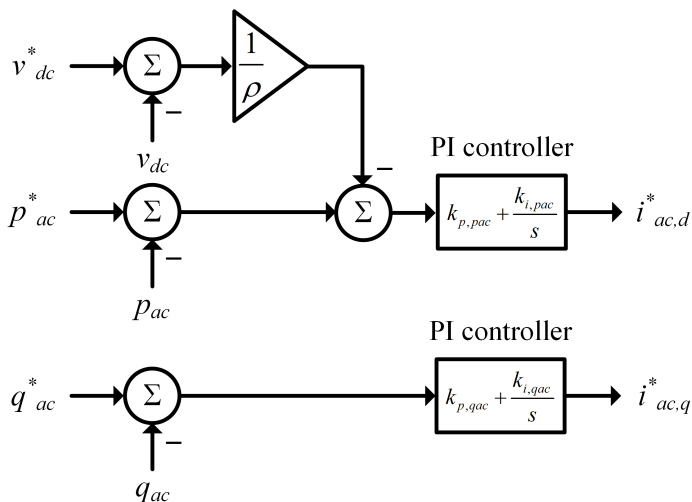 v*dc
Σ
1/ρ
−
vdc
−
PI controller
p*ac
Σ
Σ
kp,pac + ki,pac/s
i*ac,d
−
pac
PI controller
q*ac
Σ
kp,qac + ki,qac/s
i*ac,q
−
qac